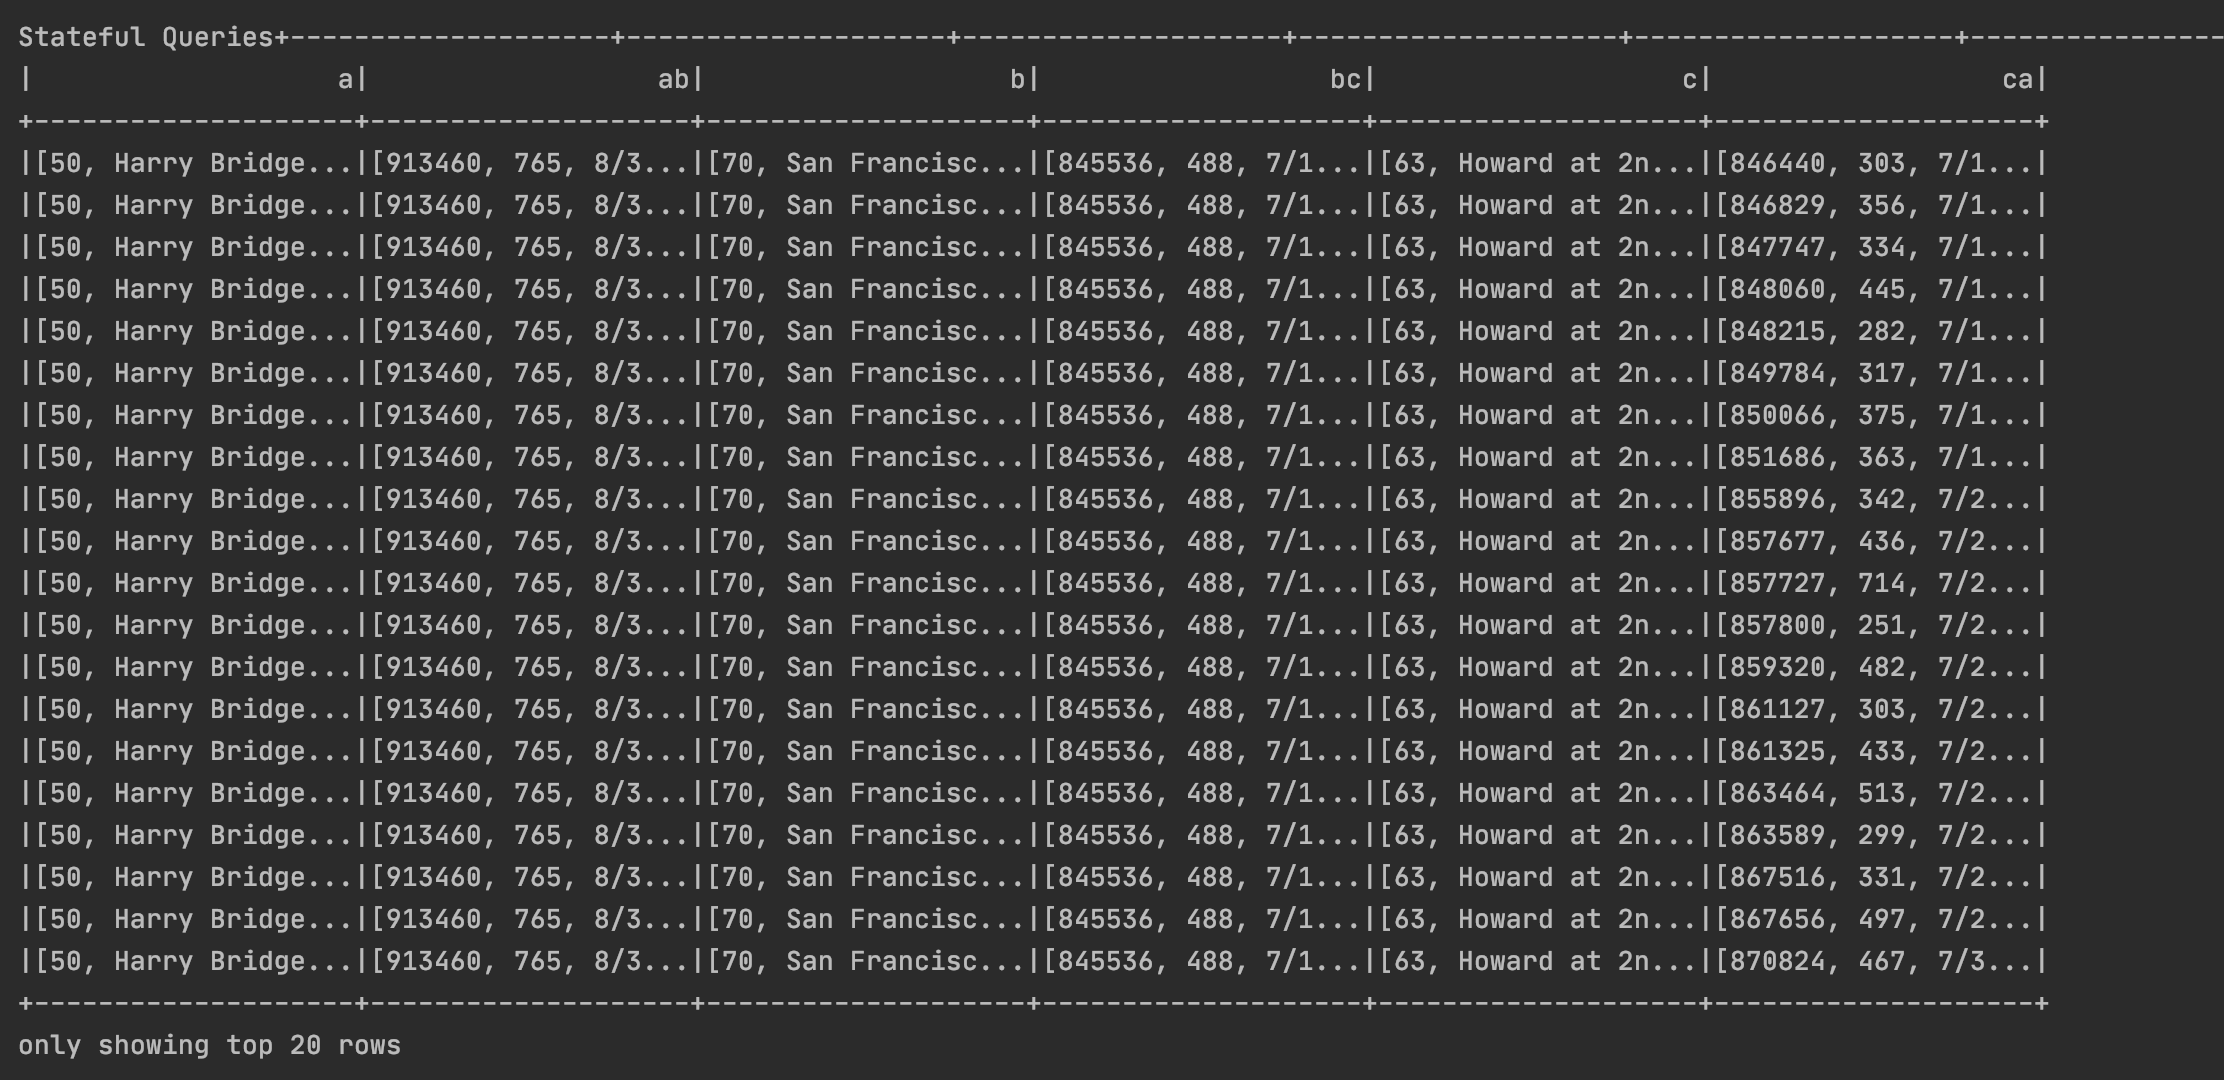 Stateful Queries+--------------------+--------------------+--------------------+--------------------+--------------------+----------------
|                   a|                  ab|                   b|                  bc|                   c|                  ca|
+--------------------+--------------------+--------------------+--------------------+--------------------+--------------------+
|[50, Harry Bridge...|[913460, 765, 8/3...|[70, San Francisc...|[845536, 488, 7/1...|[63, Howard at 2n...|[846440, 303, 7/1...|
|[50, Harry Bridge...|[913460, 765, 8/3...|[70, San Francisc...|[845536, 488, 7/1...|[63, Howard at 2n...|[846829, 356, 7/1...|
|[50, Harry Bridge...|[913460, 765, 8/3...|[70, San Francisc...|[845536, 488, 7/1...|[63, Howard at 2n...|[847747, 334, 7/1...|
|[50, Harry Bridge...|[913460, 765, 8/3...|[70, San Francisc...|[845536, 488, 7/1...|[63, Howard at 2n...|[848060, 445, 7/1...|
|[50, Harry Bridge...|[913460, 765, 8/3...|[70, San Francisc...|[845536, 488, 7/1...|[63, Howard at 2n...|[848215, 282, 7/1...|
|[50, Harry Bridge...|[913460, 765, 8/3...|[70, San Francisc...|[845536, 488, 7/1...|[63, Howard at 2n...|[849784, 317, 7/1...|
|[50, Harry Bridge...|[913460, 765, 8/3...|[70, San Francisc...|[845536, 488, 7/1...|[63, Howard at 2n...|[850066, 375, 7/1...|
|[50, Harry Bridge...|[913460, 765, 8/3...|[70, San Francisc...|[845536, 488, 7/1...|[63, Howard at 2n...|[851686, 363, 7/1...|
|[50, Harry Bridge...|[913460, 765, 8/3...|[70, San Francisc...|[845536, 488, 7/1...|[63, Howard at 2n...|[855896, 342, 7/2...|
|[50, Harry Bridge...|[913460, 765, 8/3...|[70, San Francisc...|[845536, 488, 7/1...|[63, Howard at 2n...|[857677, 436, 7/2...|
|[50, Harry Bridge...|[913460, 765, 8/3...|[70, San Francisc...|[845536, 488, 7/1...|[63, Howard at 2n...|[857727, 714, 7/2...|
|[50, Harry Bridge...|[913460, 765, 8/3...|[70, San Francisc...|[845536, 488, 7/1...|[63, Howard at 2n...|[857800, 251, 7/2...|
|[50, Harry Bridge...|[913460, 765, 8/3...|[70, San Francisc...|[845536, 488, 7/1...|[63, Howard at 2n...|[859320, 482, 7/2...|
|[50, Harry Bridge...|[913460, 765, 8/3...|[70, San Francisc...|[845536, 488, 7/1...|[63, Howard at 2n...|[861127, 303, 7/2...|
|[50, Harry Bridge...|[913460, 765, 8/3...|[70, San Francisc...|[845536, 488, 7/1...|[63, Howard at 2n...|[861325, 433, 7/2...|
|[50, Harry Bridge...|[913460, 765, 8/3...|[70, San Francisc...|[845536, 488, 7/1...|[63, Howard at 2n...|[863464, 513, 7/2...|
|[50, Harry Bridge...|[913460, 765, 8/3...|[70, San Francisc...|[845536, 488, 7/1...|[63, Howard at 2n...|[863589, 299, 7/2...|
|[50, Harry Bridge...|[913460, 765, 8/3...|[70, San Francisc...|[845536, 488, 7/1...|[63, Howard at 2n...|[867516, 331, 7/2...|
|[50, Harry Bridge...|[913460, 765, 8/3...|[70, San Francisc...|[845536, 488, 7/1...|[63, Howard at 2n...|[867656, 497, 7/2...|
|[50, Harry Bridge...|[913460, 765, 8/3...|[70, San Francisc...|[845536, 488, 7/1...|[63, Howard at 2n...|[870824, 467, 7/3...|
+--------------------+--------------------+--------------------+--------------------+--------------------+--------------------+
only showing top 20 rows